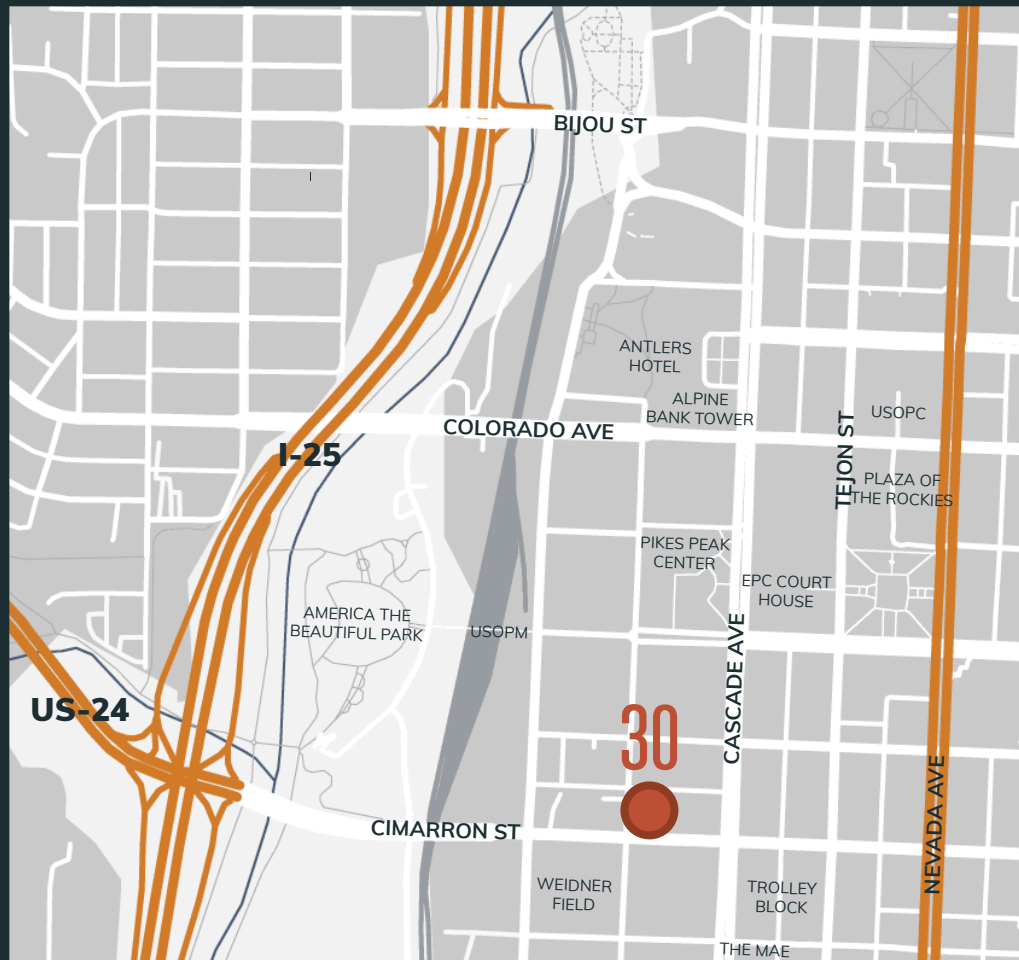 BIJOU ST
ANTLERS
HOTEL
ALPINE
BANK TOWER
USOPC
COLORADO AVE
TEJON ST
I-25
PLAZA OF
THE ROCKIES
PIKES PEAK
CENTER
EPC COURT
HOUSE
AMERICA THE
BEAUTIFUL PARK
USOPM
CASCADE AVE
US-24
30
NEVADA AVE
CIMARRON ST
WEIDNER
FIELD
TROLLEY
BLOCK
THE MAE